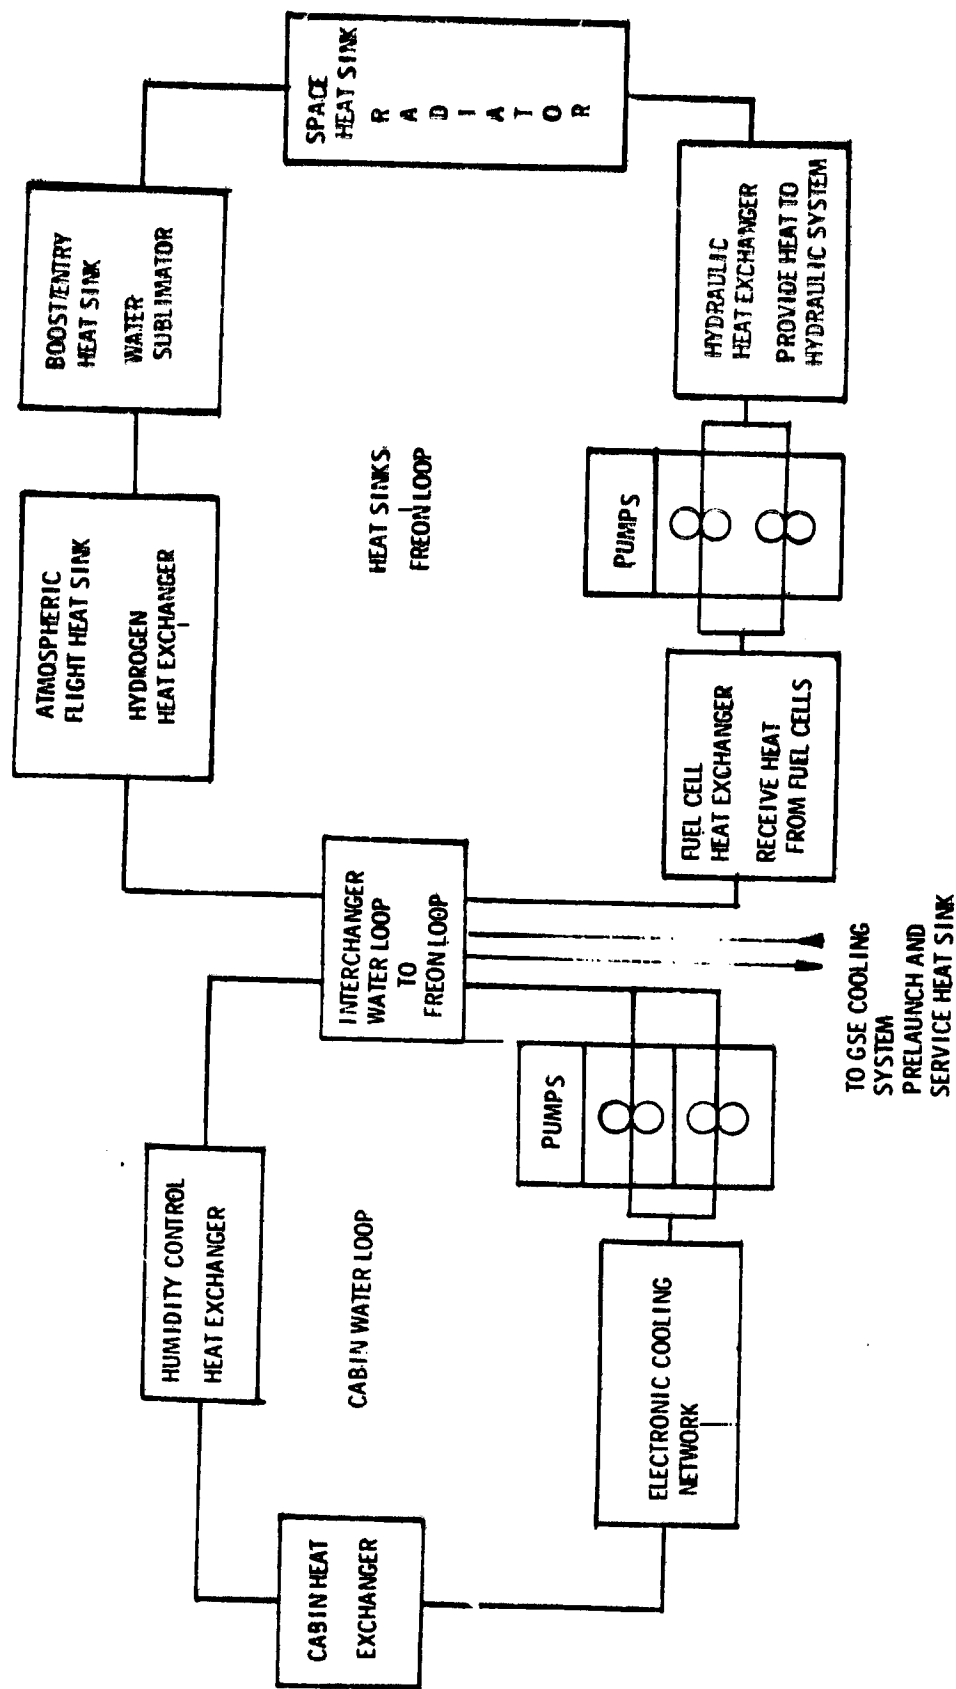 CABIN HEAT
EXCHANGER
HUMIDITY CONTROL
HEAT EXCHANGER
CABIN WATER LOOP
ELECTRONIC COOLING
NETWORK
PUMPS
INTERCHANGER
WATER LOOP
TO
FREON LOOP
TO GSE COOLING
SYSTEM
PRELAUNCH AND
SERVICE HEAT SINK
ATMOSPHERIC
FLIGHT HEAT SINK
HYDROGEN
HEAT EXCHANGER
BOOST/ENTRY
HEAT SINK
WATER
SUBLIMATOR
HEAT SINKS
FREON LOOP
FUEL CELL
HEAT EXCHANGER
RECEIVE HEAT
FROM FUEL CELLS
PUMPS
HYDRAULIC
HEAT EXCHANGER
PROVIDE HEAT TO
HYDRAULIC SYSTEM
SPACE
HEAT SINK
R
A
D
I
A
T
O
R